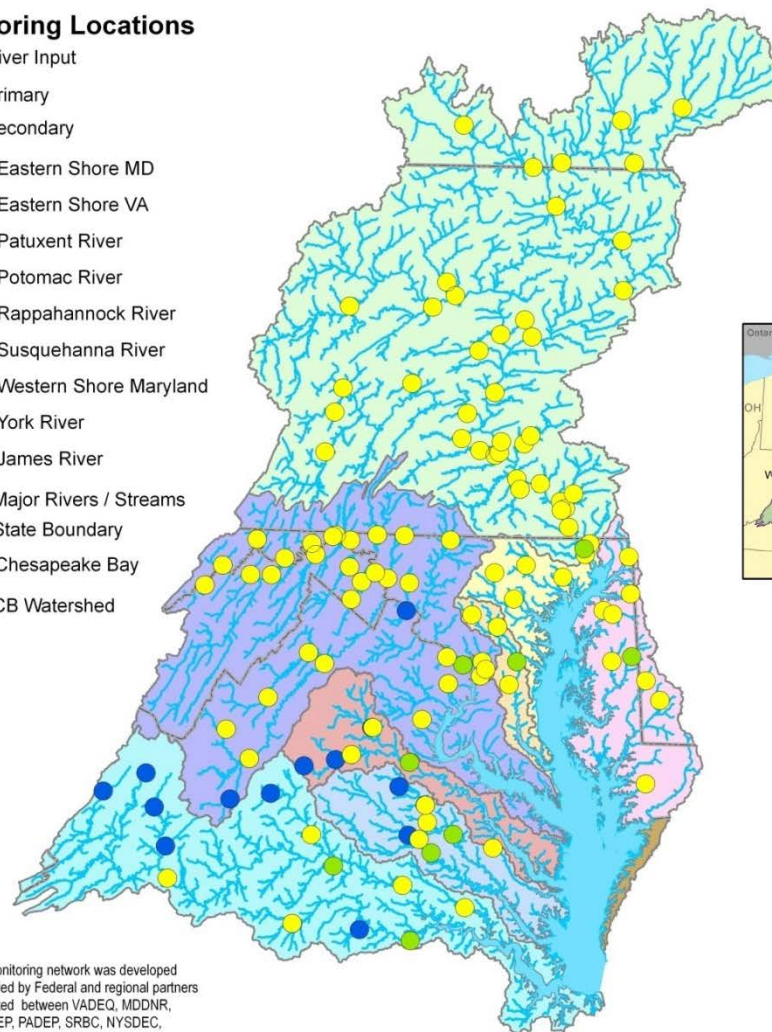 oring Locations
iver Input
rimary
econdary
Eastern Shore MD
Eastern Shore VA
Patuxent River
Potomac River
Rappahannock River
Susquehanna River
Western Shore Maryland
York River
James River
Major Rivers / Streams
State Boundary
Chesapeake Bay
CB Watershed
Ontar
OH
W
onitoring network was developed
ed by Federal and regional partners
ted between VADEQ, MDDNR,
EP, PADEP, SRBC, NYSDEC,